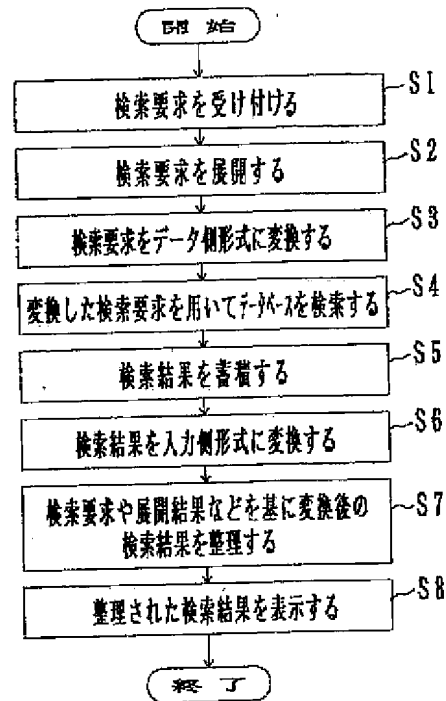 開始
検索要求を受け付ける
S1
検索要求を展開する
S2
検索要求をデータ側形式に変換する
S3
変換した検索要求を用いてデータベースを検索する
S4
検索結果を蓄積する
S5
検索結果を入力側形式に変換する
S6
検索要求や展開結果などを基に変換後の
検索結果を整理する
S7
整理された検索結果を表示する
S8
終了